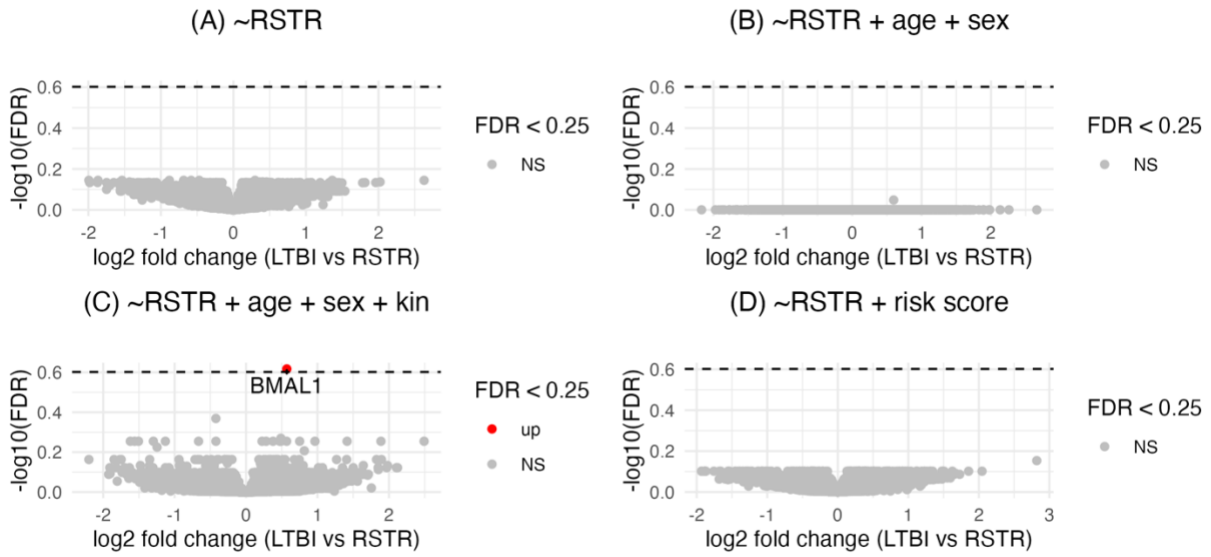 (A) ~RSTR
-log10(FDR)
0.6
0.4
0.2
0.0
-2 -1 0 1 2
log2 fold change (LTBI vs RSTR)
FDR < 0.25
NS
(B) ~RSTR + age + sex
-log10(FDR)
0.6
0.4
0.2
0.0
-2 -1 0 1 2
log2 fold change (LTBI vs RSTR)
FDR < 0.25
NS
(C) ~RSTR + age + sex + kin
-log10(FDR)
0.6
0.4
0.2
0.0
BMAL1
-2 -1 0 1 2
log2 fold change (LTBI vs RSTR)
FDR < 0.25
up
NS
(D) ~RSTR + risk score
-log10(FDR)
0.6
0.4
0.2
0.0
-2 -1 0 1 2 3
log2 fold change (LTBI vs RSTR)
FDR < 0.25
NS